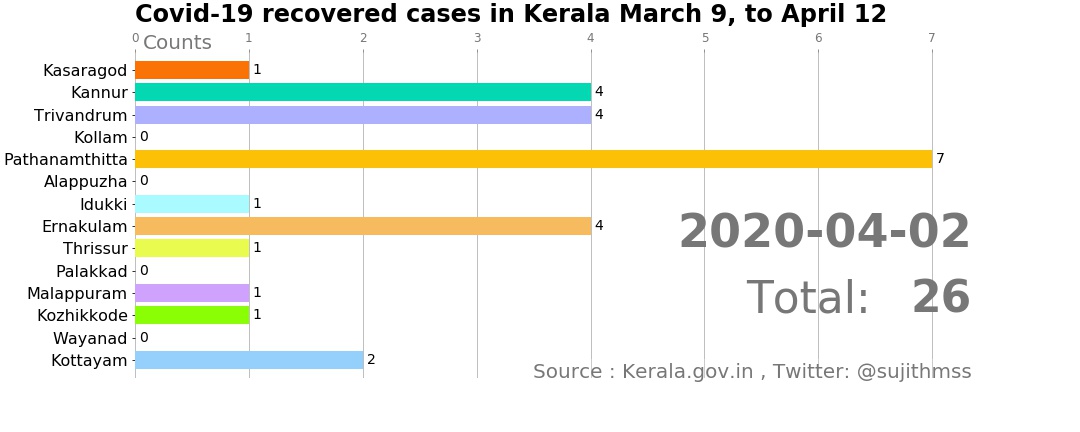 Covid-19 recovered cases in Kerala March 9, to April 12
0 1 2 3 4 5 6 7
Counts
Kasaragod 1
Kannur 4
Trivandrum 4
Kollam 0
Pathanamthitta 7
Alappuzha 0
Idukki 1
Ernakulam 4
2020-04-02
Thrissur 1
Palakkad 0
Malappuram 1
Total: 26
Kozhikkode 1
Wayanad 0
Kottayam 2
Source : Kerala.gov.in , Twitter: @sujithmss